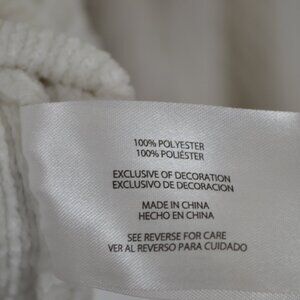 100% POLYESTER
100% POLIÉSTER
EXCLUSIVE OF DECORATION
EXCLUSIVO DE DECORACION
MADE IN CHINA
HECHO EN CHINA
SEE REVERSE FOR CARE
VER AL REVERSO PARA CUIDADO